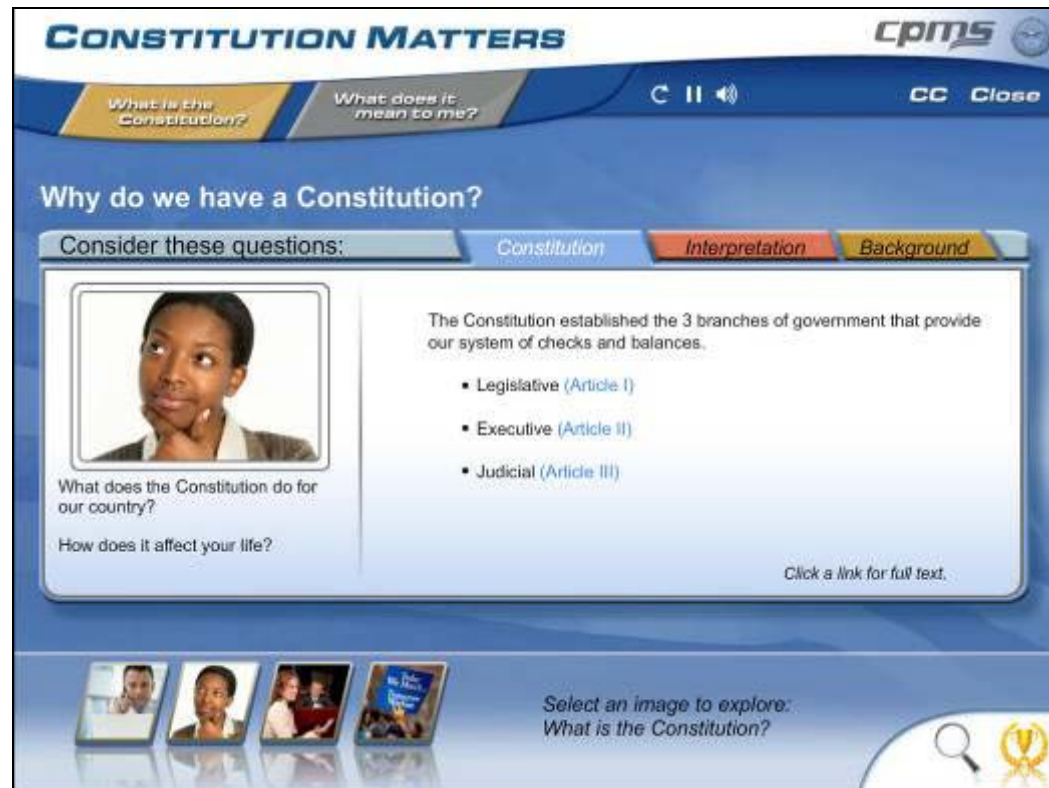 CONSTITUTION MATTERS
cpms
What is the
Constitution?
What does it
mean to me?
CC Close
Why do we have a Constitution?
Consider these questions:
Constitution
Interpretation
Background
The Constitution established the 3 branches of government that provide
our system of checks and balances.
▪ Legislative (Article I)
▪ Executive (Article II)
▪ Judicial (Article III)
What does the Constitution do for
our country?
How does it affect your life?
Click a link for full text.
Select an image to explore:
What is the Constitution?